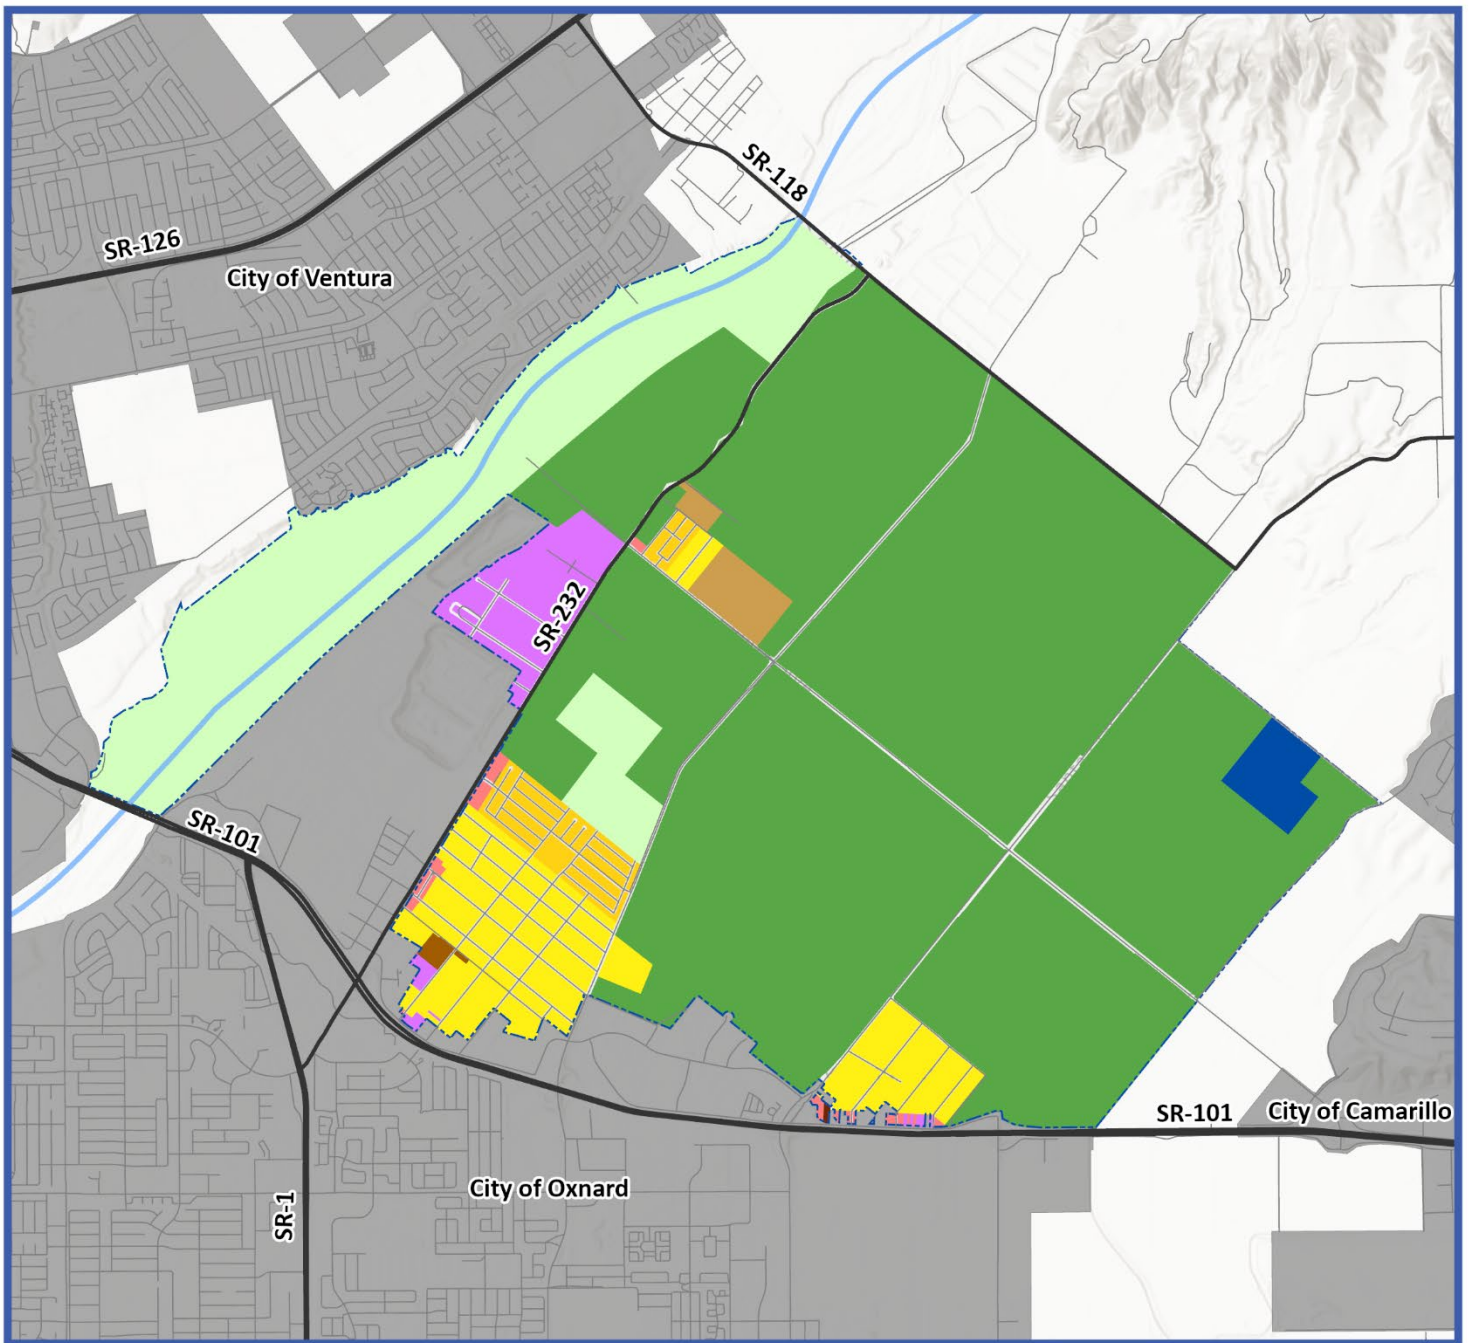 SR-118
SR-126
City of Ventura
SR-232
SR-101
SR-101
City of Camarillo
City of Oxnard
SR-1